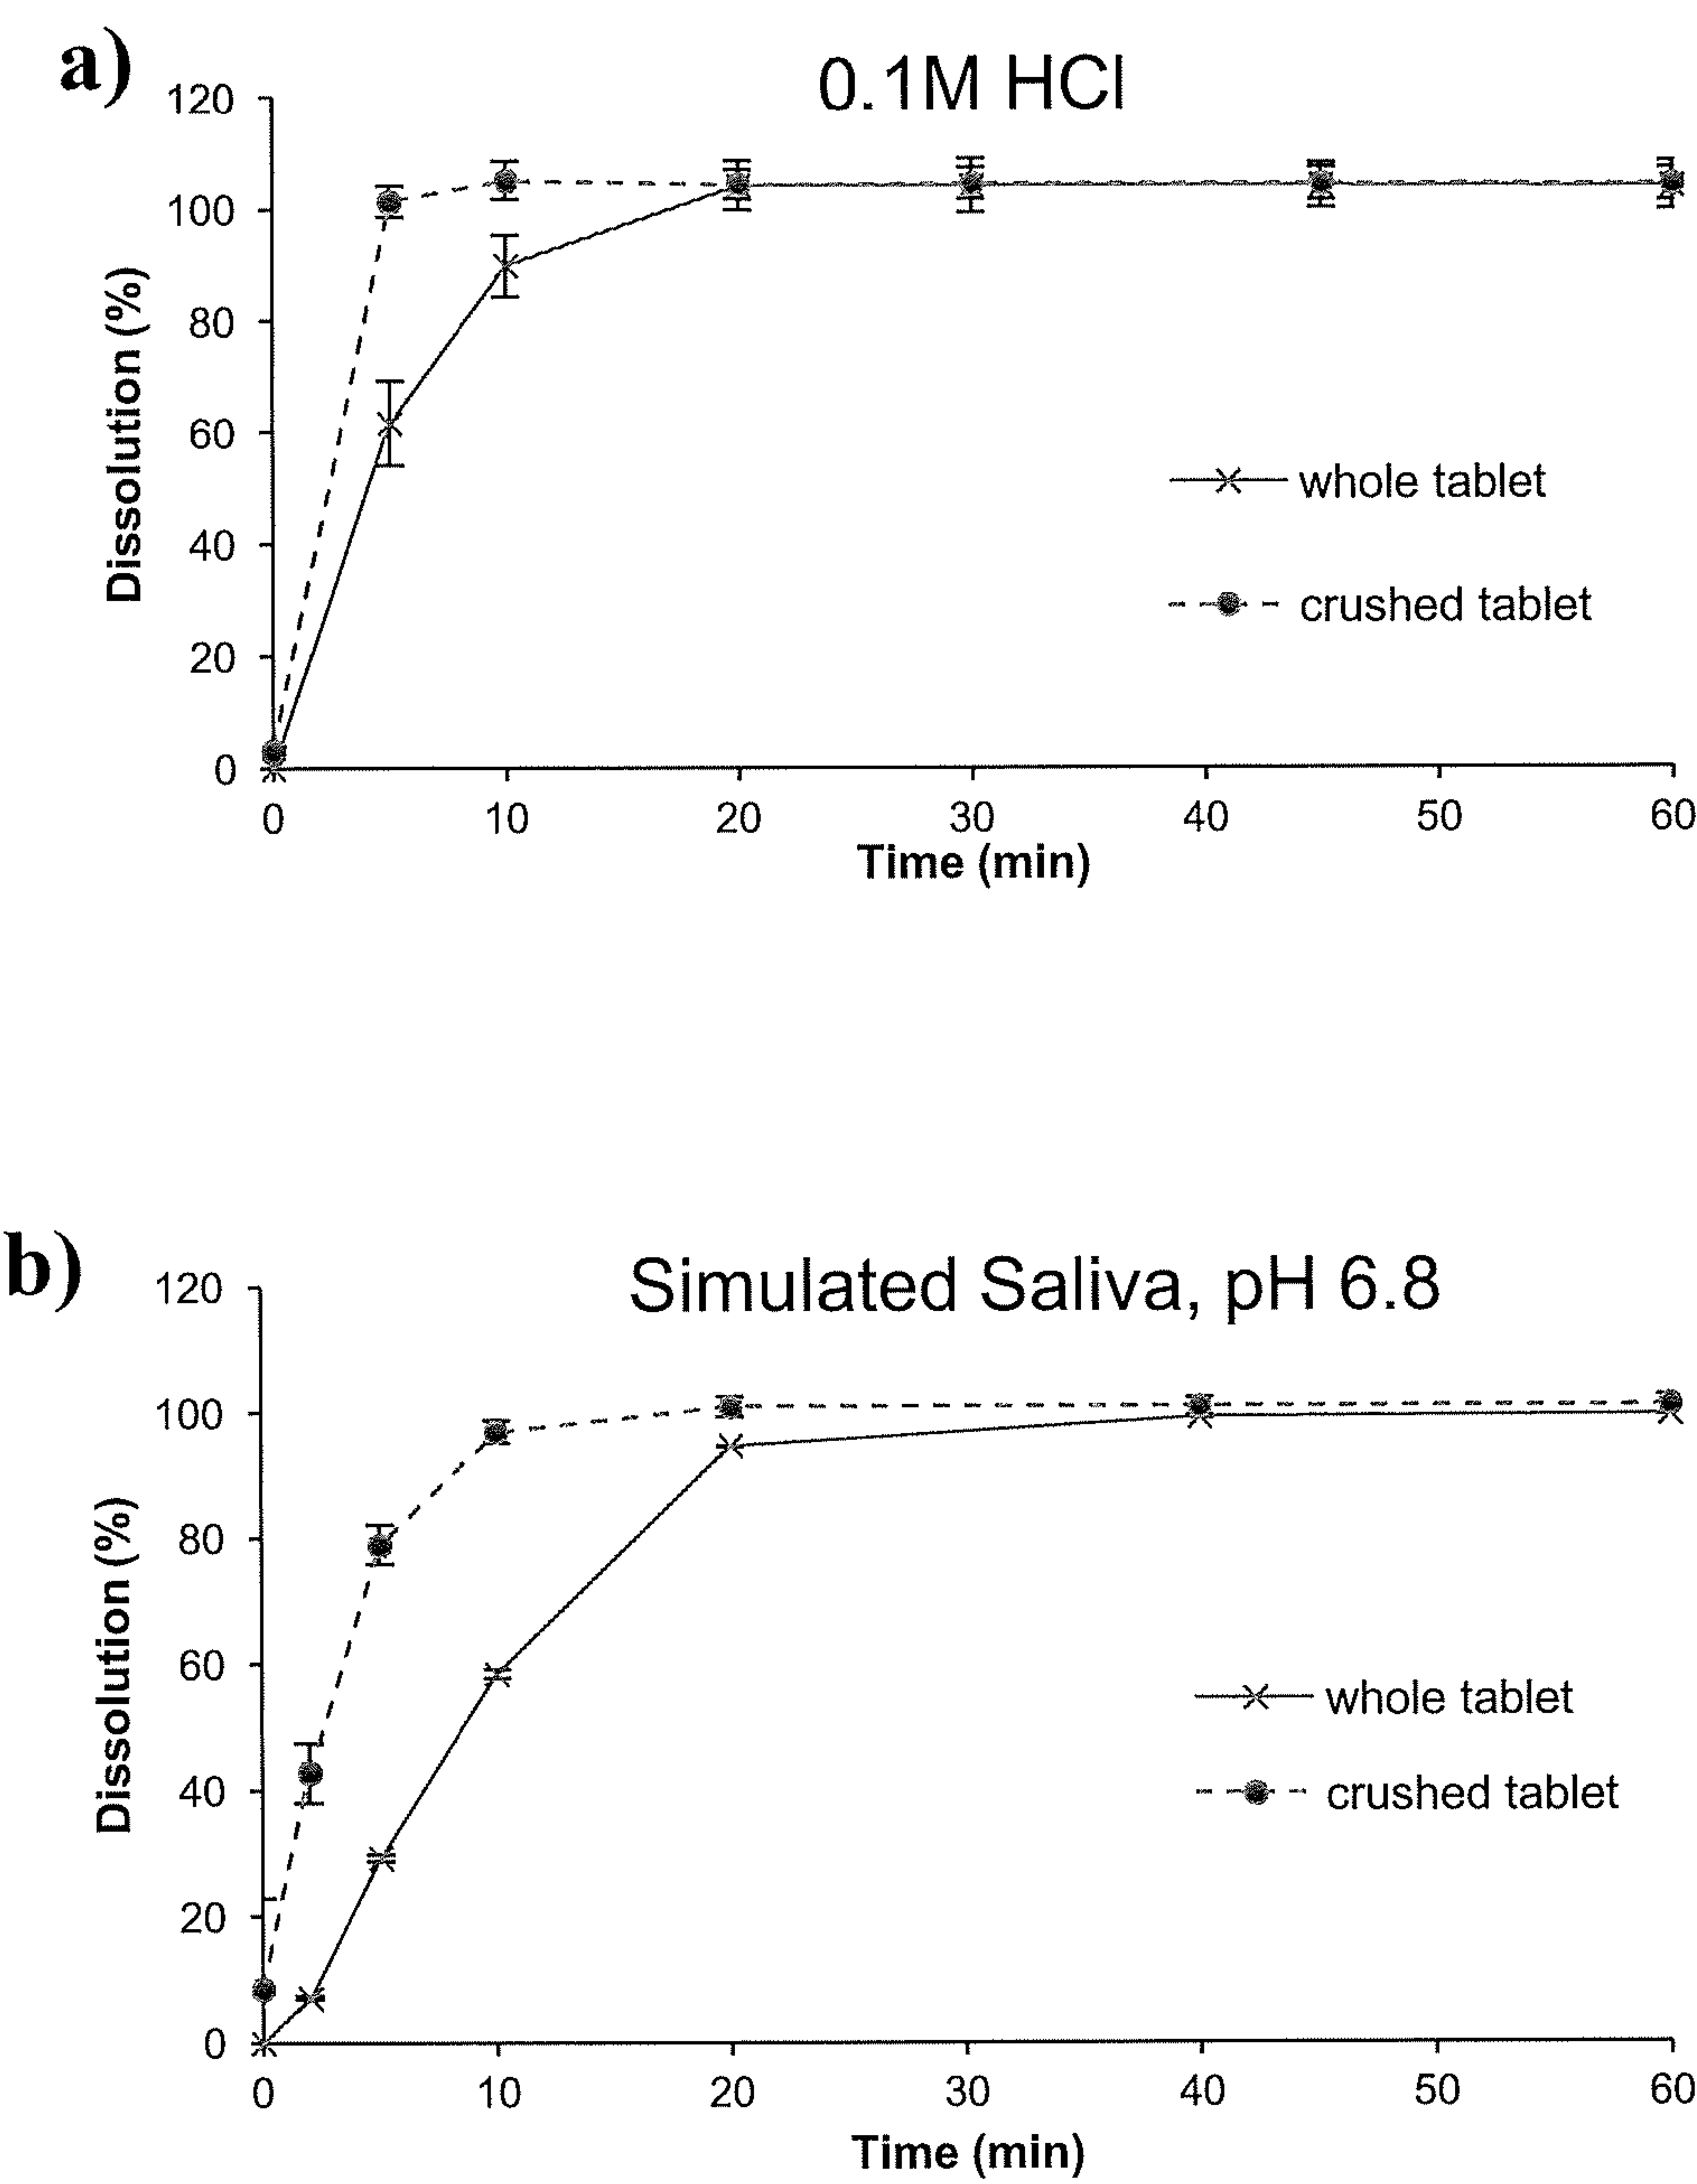 a)
0.1M HCl
120
100
80
60
40
20
0
Dissolution (%)
whole tablet
crushed tablet
0 10 20 30 40 50 60
Time (min)
b)
Simulated Saliva, pH 6.8
120
100
80
60
40
20
0
Dissolution (%)
whole tablet
crushed tablet
0 10 20 30 40 50 60
Time (min)